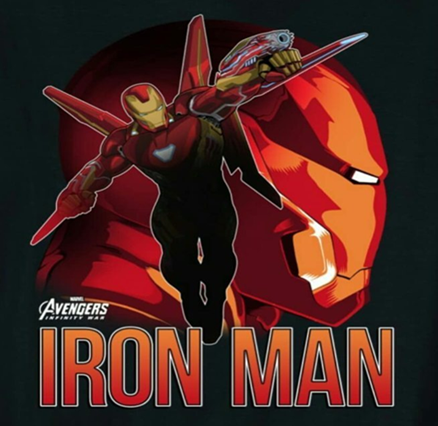 MARVEL
AVENGERS
INFINITY WAR
IRON MAN